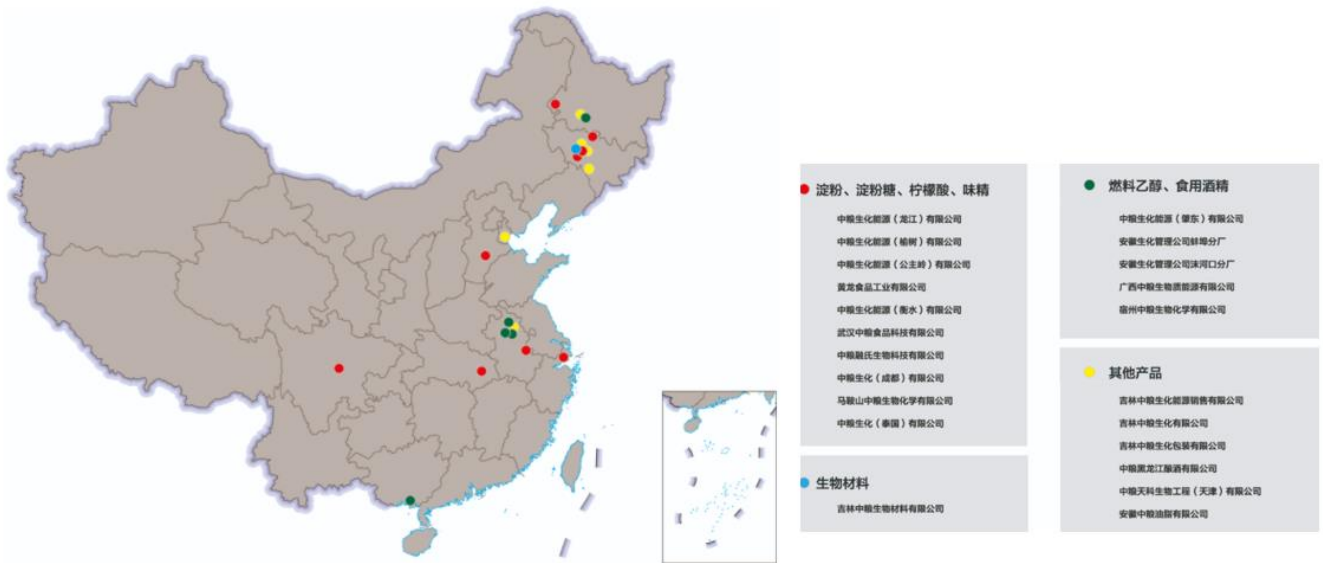 淀粉、淀粉糖、柠檬酸、味精
中粮生化能源（龙江）有限公司
中粮生化能源（榆树）有限公司
中粮生化能源（公主岭）有限公司
黄龙食品工业有限公司
中粮生化能源（衡水）有限公司
武汉中粮食品科技有限公司
中粮融氏生物科技有限公司
中粮生化（成都）有限公司
马鞍山中粮生物化学有限公司
中粮生化（泰国）有限公司
生物材料
吉林中粮生物材料有限公司
燃料乙醇、食用酒精
中粮生化能源（肇东）有限公司
安徽生化管理公司蚌埠分厂
安徽生化管理公司沫河口分厂
广西中粮生物质能源有限公司
宿州中粮生物化学有限公司
其他产品
吉林中粮生化能源销售有限公司
吉林中粮生化有限公司
吉林中粮生化包装有限公司
中粮黑龙江酿酒有限公司
中粮天科生物工程（天津）有限公司
安徽中粮油脂有限公司